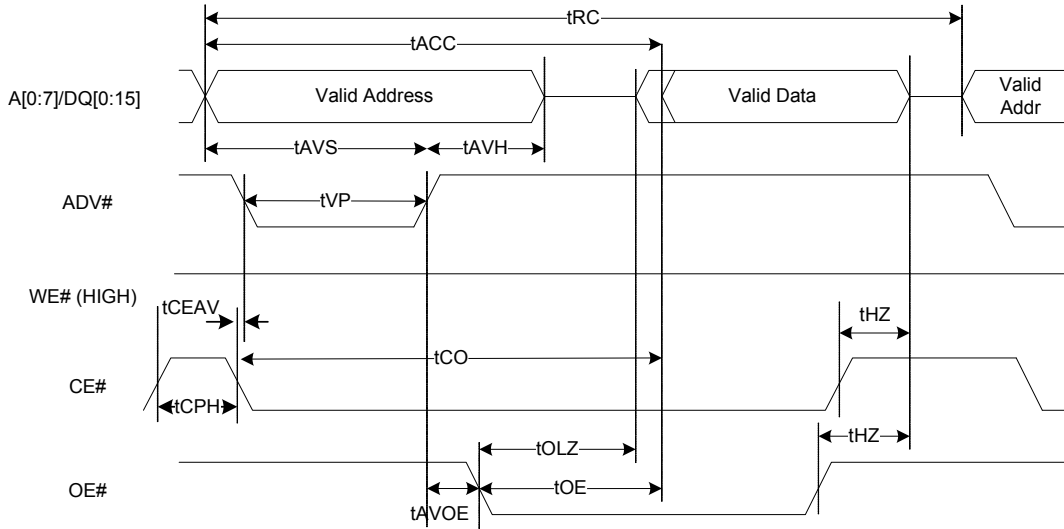 tRC
tACC
A[0:7]/DQ[0:15]
Valid Address
Valid Data
Valid
Addr
tAVS
tAVH
ADV#
tVP
WE# (HIGH)
tCEAV
tHZ
tCO
CE#
tCPH
tHZ
tOLZ
OE#
tOE
tAVOE